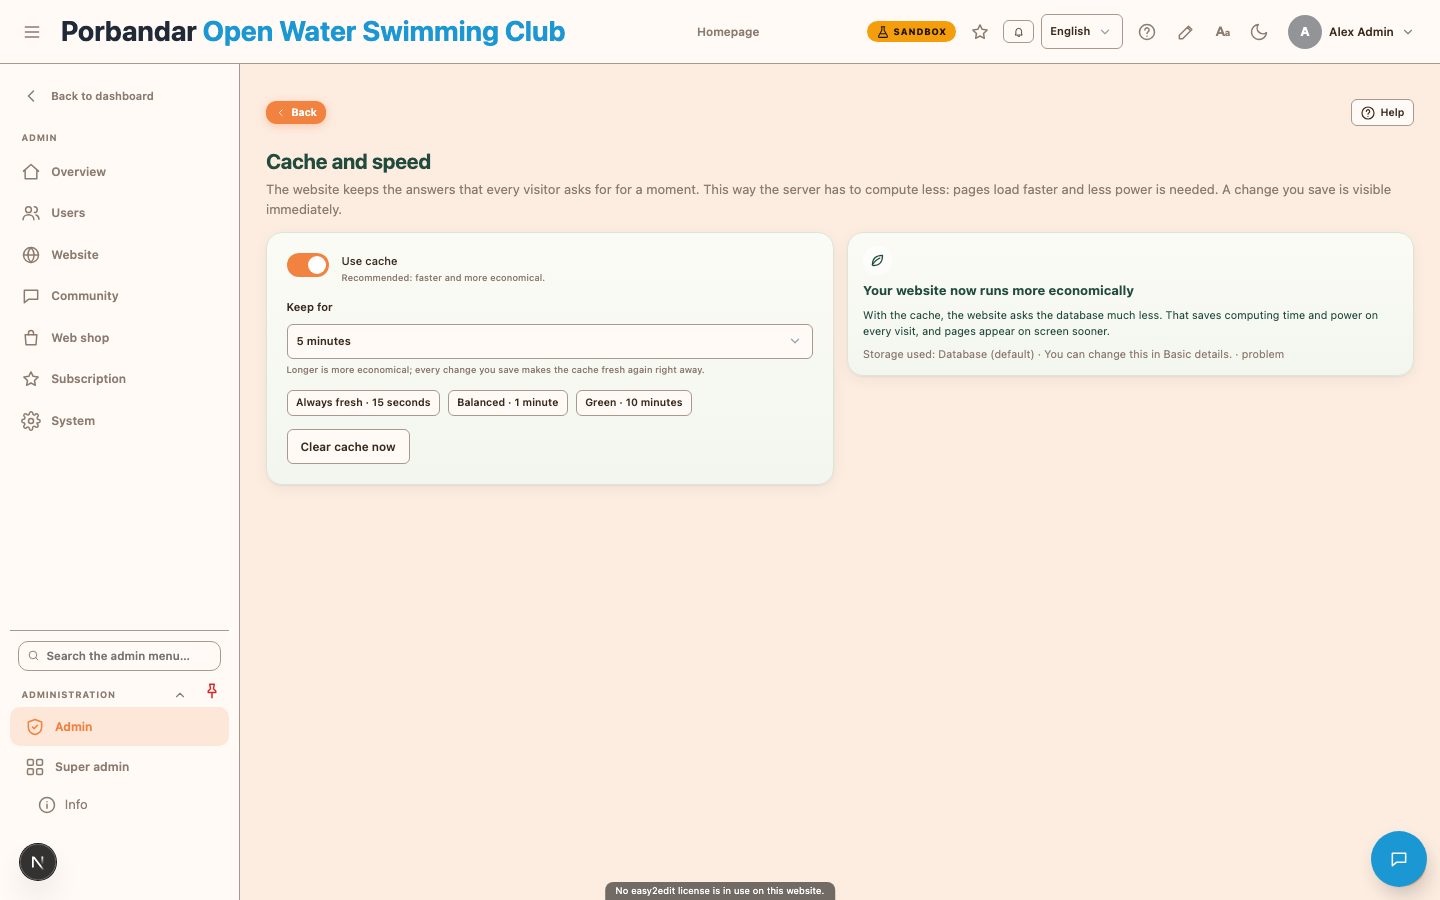 Porbandar Open Water Swimming Club
Homepage
SANDBOX
English
Aa
A
Alex Admin
Back to dashboard
ADMIN
Overview
Users
Website
Community
Web shop
Subscription
System
Search the admin menu...
ADMINISTRATION
Admin
Super admin
Info
N
Back
Help
Cache and speed
The website keeps the answers that every visitor asks for for a moment. This way the server has to compute less: pages load faster and less power is needed. A change you save is visible
immediately.
Use cache
Recommended: faster and more economical.
Keep for
5 minutes
Longer is more economical; every change you save makes the cache fresh again right away.
Always fresh · 15 seconds
Balanced · 1 minute
Green · 10 minutes
Clear cache now
Your website now runs more economically
With the cache, the website asks the database much less. That saves computing time and power on
every visit, and pages appear on screen sooner.
Storage used: Database (default) · You can change this in Basic details. · problem
No easy2edit license is in use on this website.